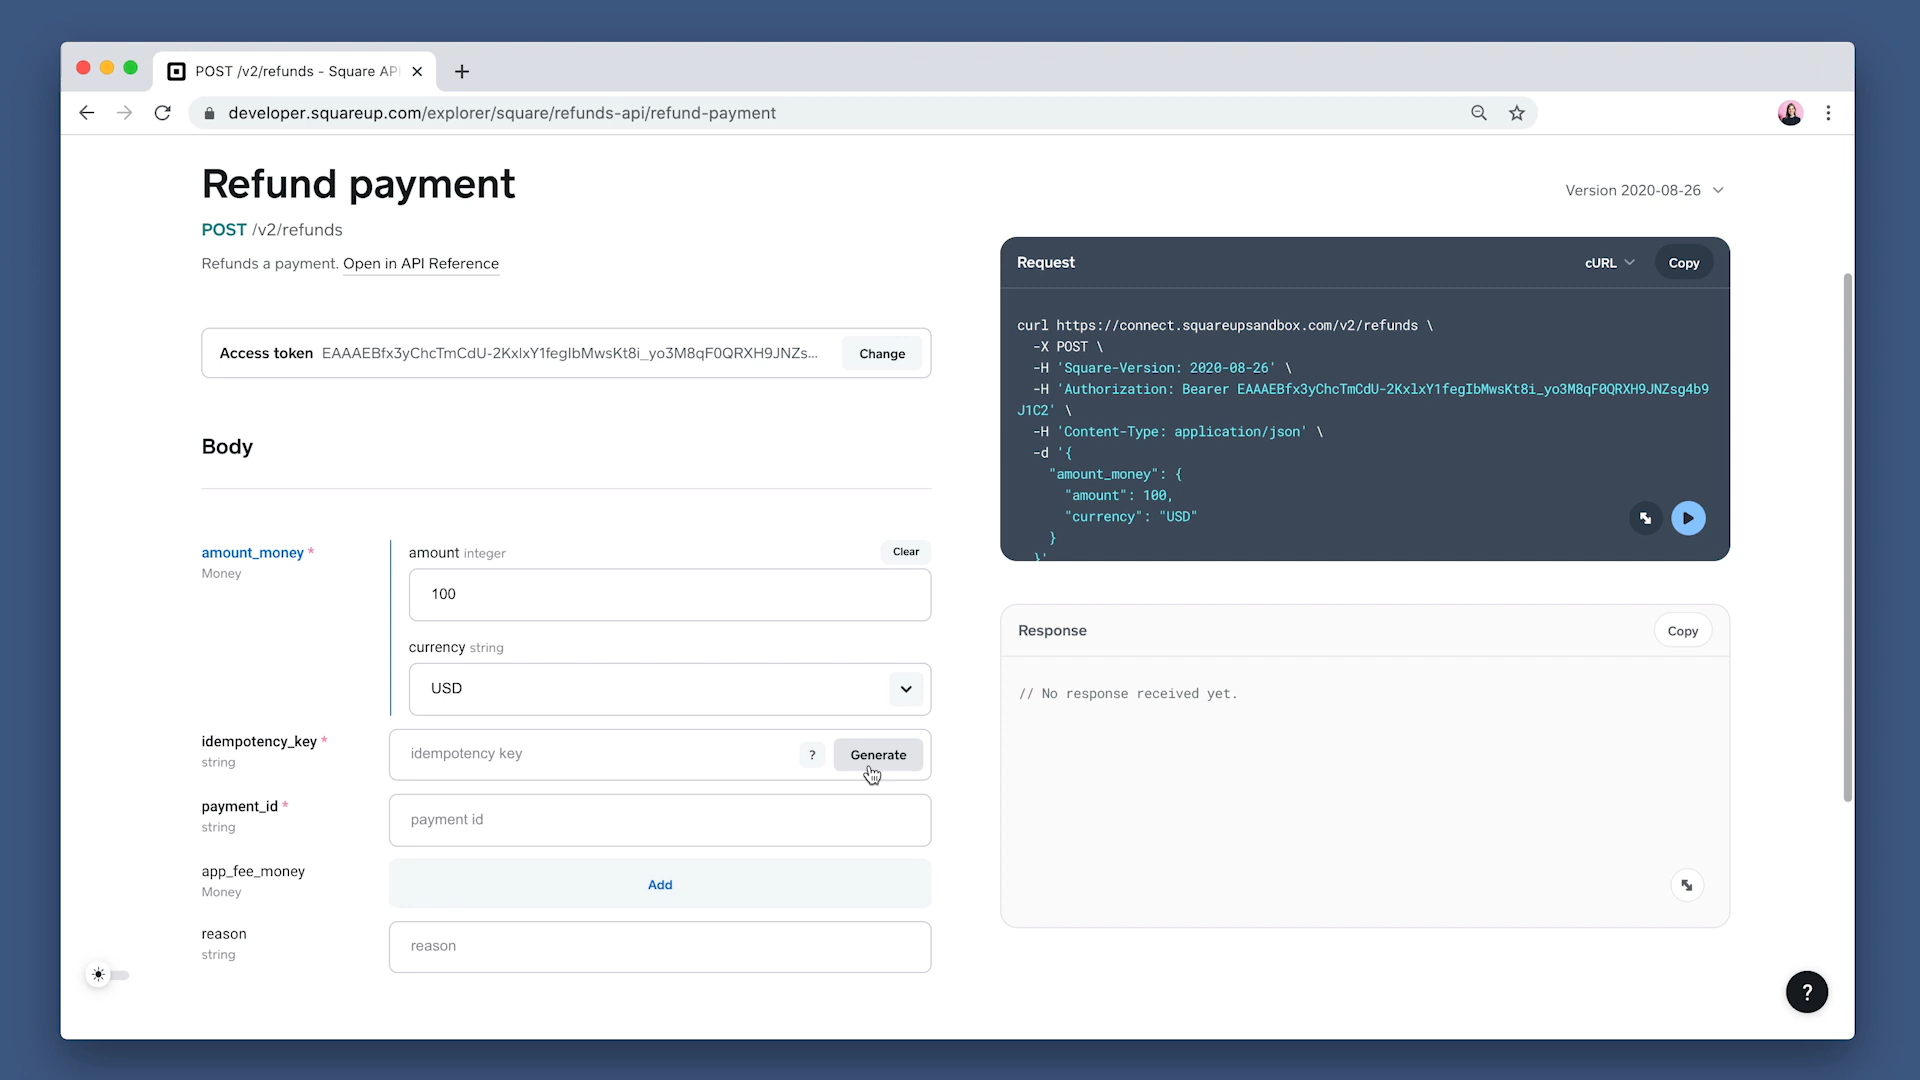 POST /v2/refunds - Square API
developer.squareup.com/explorer/square/refunds-api/refund-payment
Refund payment
Version 2020-08-26
POST /v2/refunds
Refunds a payment. Open in API Reference
Access token EAAAEBfx3yChcTmCdU-2KxlxY1fegIbMwsKt8i_yo3M8qF0QRXH9JNZs...
Change
Body
amount_money *
Money
amount integer
Clear
100
currency string
USD
idempotency_key *
string
idempotency key
?
Generate
payment_id *
string
payment id
app_fee_money
Money
Add
reason
string
reason
Request
cURL
Copy
curl https://connect.squareupsandbox.com/v2/refunds \
-X POST \
-H 'Square-Version: 2020-08-26' \
-H 'Authorization: Bearer EAAAEBfx3yChcTmCdU-2KxlxY1fegIbMwsKt8i_yo3M8qF0QRXH9JNZsg4b9
J1C2' \
-H 'Content-Type: application/json' \
-d '{
"amount_money": {
"amount": 100,
"currency": "USD"
}
}'
Response
Copy
// No response received yet.
?